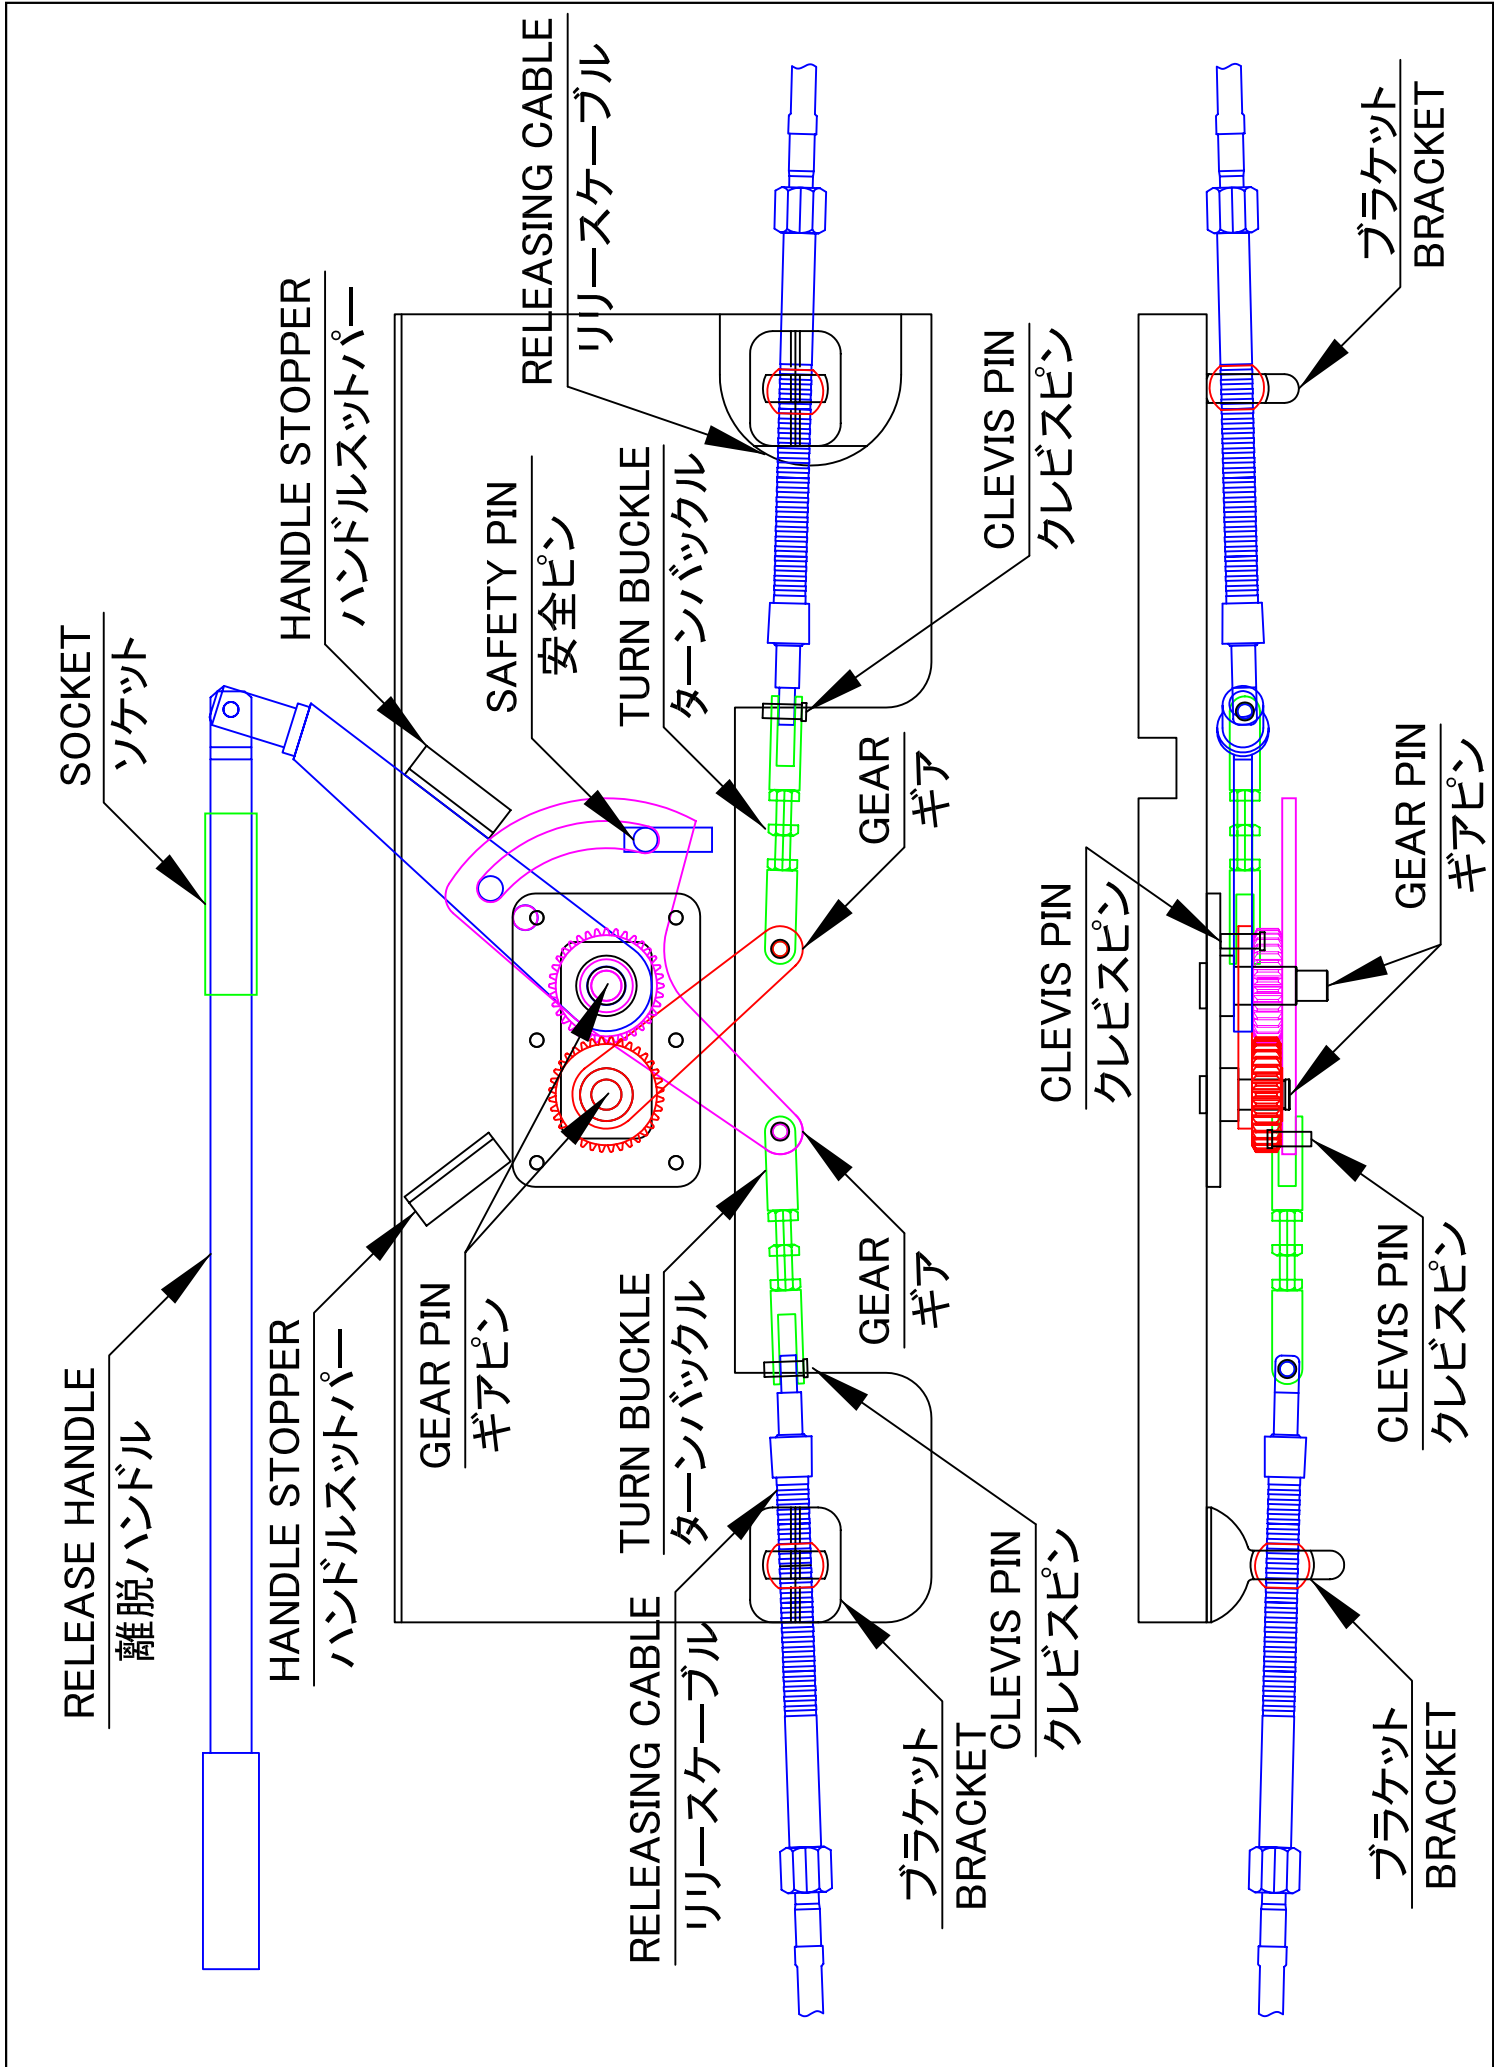 SOCKET
ソケット
RELEASE HANDLE
離脱ハンドル
HANDLE STOPPER
ハンドルスットパー
HANDLE STOPPER
ハンドルスットパー
GEAR PIN
ギアピン
SAFETY PIN
安全ピン
RELEASING CABLE
リリースケーブル
TURN BUCKLE
ターンバックル
TURN BUCKLE
ターンバックル
RELEASING CABLE
リリースケーブル
GEAR
ギア
GEAR
ギア
CLEVIS PIN
クレビスピン
CLEVIS PIN
クレビスピン
ブラケット
BRACKET
CLEVIS PIN
クレビスピン
ブラケット
BRACKET
GEAR PIN
ギアピン
CLEVIS PIN
クレビスピン
ブラケット
BRACKET